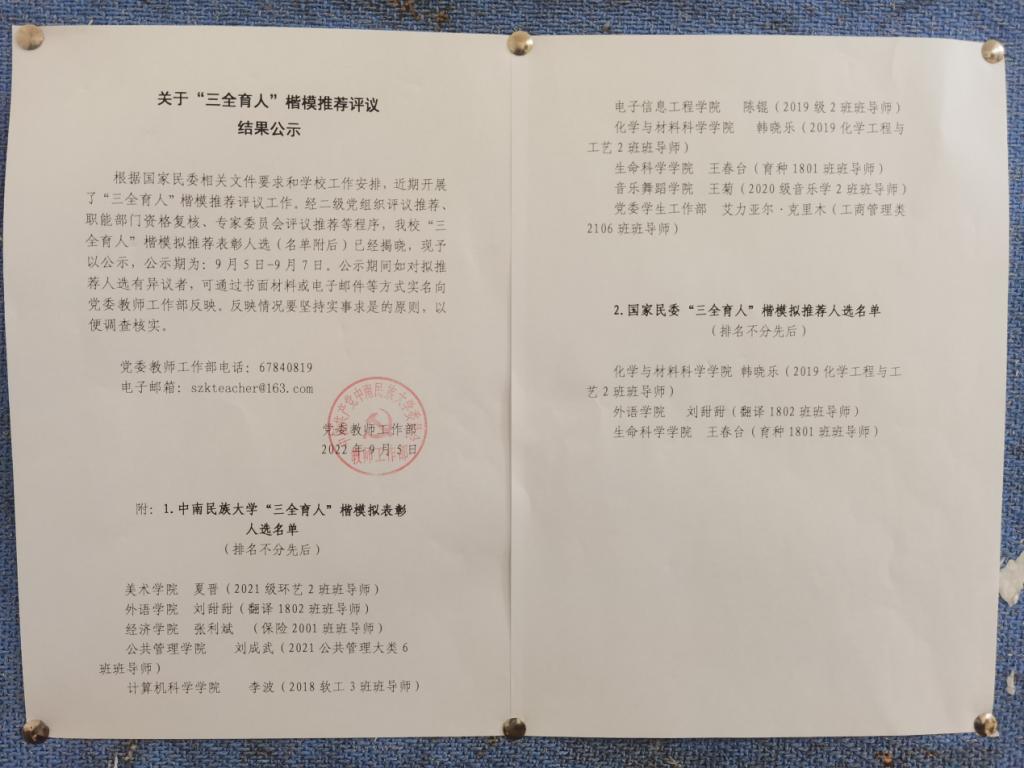 关于“三全育人”楷模推荐评议
结果公示
根据国家民委相关文件要求和学校工作安排，近期开展
了“三全育人”楷模推荐评议工作。经二级党组织评议推荐、
职能部门资格复核、专家委员会评议推荐等程序，我校“三
全育人”楷模拟推荐表彰人选（名单附后）已经揭晓，现予
以公示，公示期为：9月5日-9月7日。公示期间如对拟推
荐人选有异议者，可通过书面材料或电子邮件等方式实名向
党委教师工作部反映。反映情况要坚持实事求是的原则，以
便调查核实。
党委教师工作部电话：67840819
电子邮箱：szkteacher@163.com
党委教师工作部
2022年9月5日
中国共产党中南民族大学委员会
教师工作部
附：1.中南民族大学“三全育人”楷模拟表彰
人选名单
（排名不分先后）
美术学院 夏晋（2021级环艺2班班导师）
外语学院 刘甜甜（翻译1802班班导师）
经济学院 张利斌 （保险2001班班导师）
公共管理学院 刘成武（2021公共管理大类6
班班导师）
计算机科学学院 李波（2018软工3班班导师）
电子信息工程学院 陈锟（2019级2班班导师）
化学与材料科学学院 韩晓乐（2019化学工程与
工艺2班班导师）
生命科学学院 王春台（育种1801班班导师）
音乐舞蹈学院 王菊（2020级音乐学2班班导师）
党委学生工作部 艾力亚尔·克里木（工商管理类
2106班班导师）
2.国家民委“三全育人”楷模拟推荐人选名单
（排名不分先后）
化学与材料科学学院 韩晓乐（2019化学工程与工
艺2班班导师）
外语学院 刘甜甜（翻译1802班班导师）
生命科学学院 王春台（育种1801班班导师）